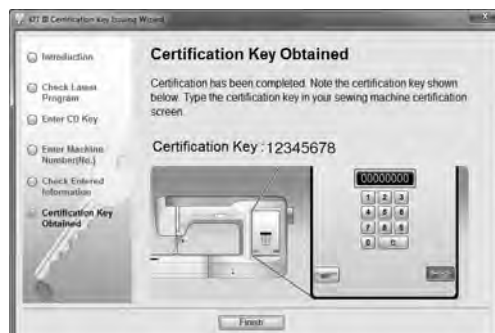 KIT III Certification Key Issuing Wizard
Introduction
Check Latest
Program
Enter CD Key
Enter Machine
Number(No.)
Check Entered
Information
Certification Key
Obtained
Certification Key Obtained
Certification has been completed. Note the certification key shown
below. Type the certification key in your sewing machine certification
screen.
Certification Key : 12345678
00000000
1 2 3
4 5 6
7 8 9
0 C
Finish